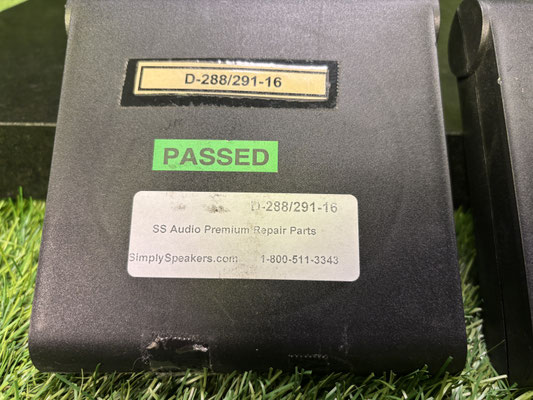 D-288/291-16
PASSED
D-288/291-16
SS Audio Premium Repair Parts
SimplySpeakers.com 1-800-511-3343